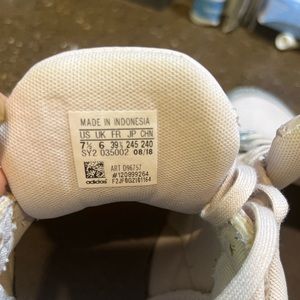 MADE IN INDONESIA
US UK FR JP CHN
7½ 6 39⅓ 245 240
SY2 035002 08/18
ART D96757
#120899264
adidas F2JFBGZ101164